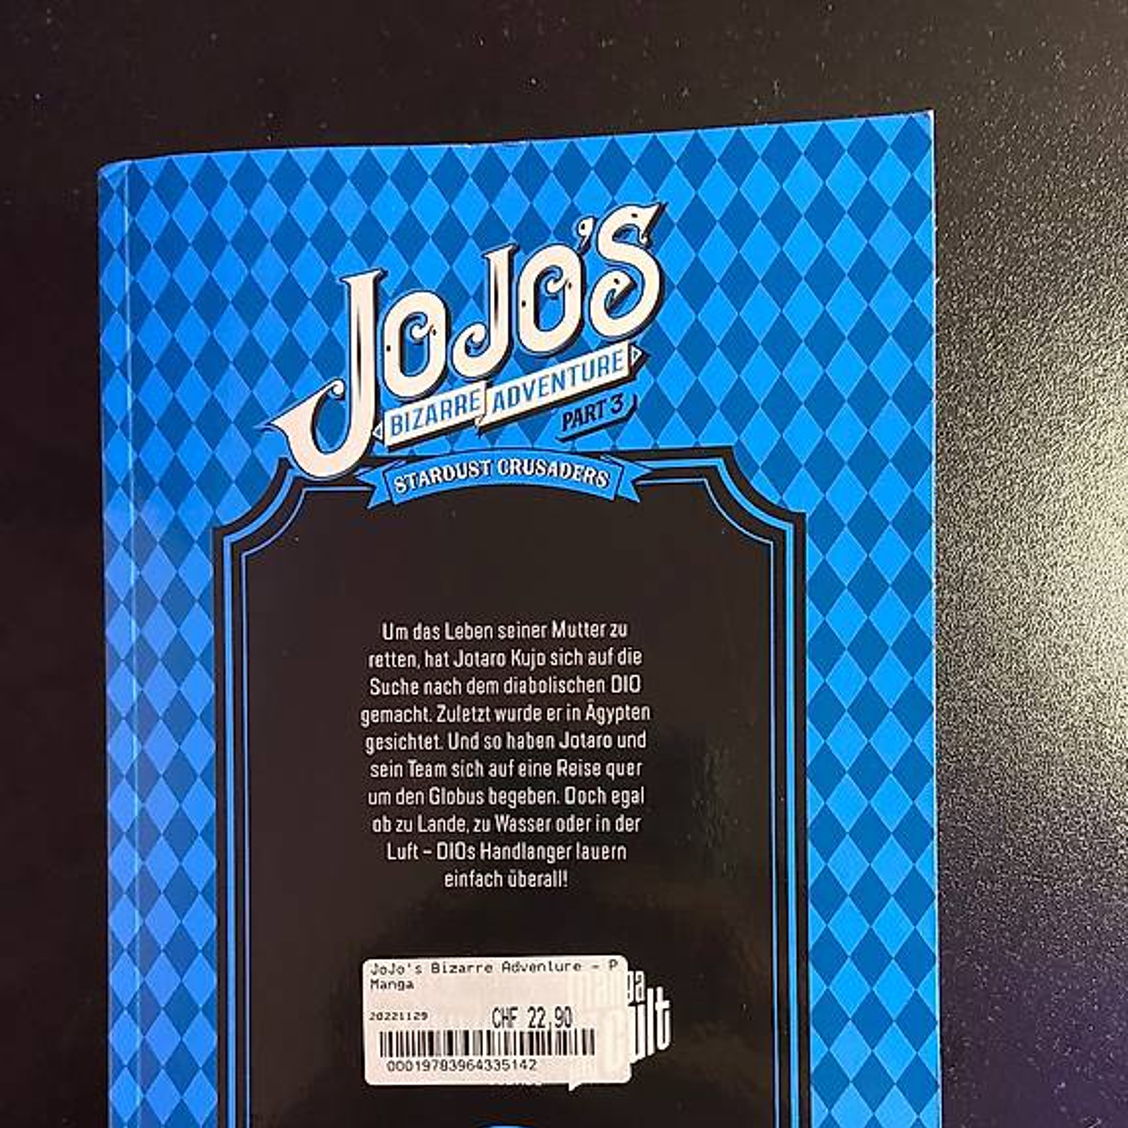 JOJO'S
BIZARRE ADVENTURE
PART 3
STARDUST CRUSADERS
Um das Leben seiner Mutter zu
retten, hat Jotaro Kujo sich auf die
Suche nach dem diabolischen DIO
gemacht. Zuletzt wurde er in Ägypten
gesichtet. Und so haben Jotaro und
sein Team sich auf eine Reise quer
um den Globus begeben. Doch egal
ob zu Lande, zu Wasser oder in der
Luft – DIOs Handlanger lauern
einfach überall!
JoJo's Bizarre Adventure - P
Manga
20221129
CHF 22,90
00019783964335142
manga
cult